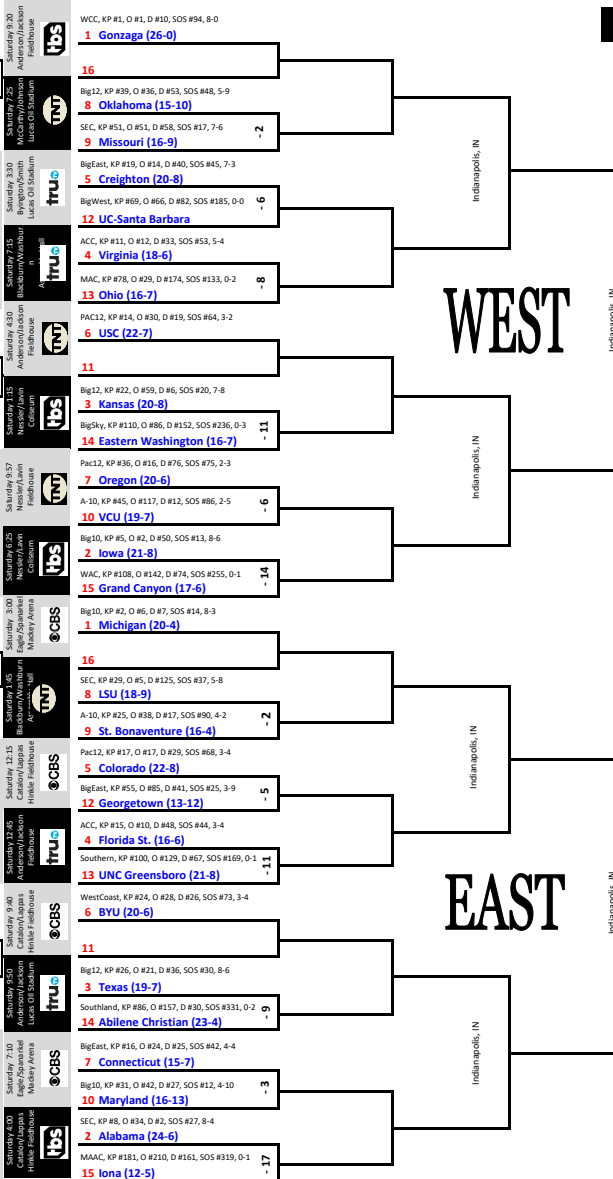 Saturday 9:20
Anderson/Jackson
Fieldhouse
tbs
WCC, KP #1, O #1, D #10, SOS #94, 8-0
1 Gonzaga (26-0)
16
Saturday 7:25
McCarthy/Johnson
Lucas Oil Stadium
TNT
Big12, KP #39, O #36, D #53, SOS #48, 5-9
8 Oklahoma (15-10)
SEC, KP #51, O #51, D #58, SOS #17, 7-6
9 Missouri (16-9)
- 2
Saturday 3:30
Byington/Smith
Lucas Oil Stadium
tru
BigEast, KP #19, O #14, D #40, SOS #45, 7-3
5 Creighton (20-8)
BigWest, KP #69, O #66, D #82, SOS #185, 0-0
12 UC-Santa Barbara
- 6
Saturday 7:15
Blackburn/Washbur
n
tru
ACC, KP #11, O #12, D #33, SOS #53, 5-4
4 Virginia (18-6)
MAC, KP #78, O #29, D #174, SOS #133, 0-2
13 Ohio (16-7)
- 8
Saturday 4:30
Anderson/Jackson
Fieldhouse
TNT
PAC12, KP #14, O #30, D #19, SOS #64, 3-2
6 USC (22-7)
11
Saturday 1:15
Nessler/Lavin
Coliseum
tbs
Big12, KP #22, O #59, D #6, SOS #20, 7-8
3 Kansas (20-8)
BigSky, KP #110, O #86, D #152, SOS #236, 0-3
14 Eastern Washington (16-7)
- 11
Saturday 9:57
Nessler/Lavin
Fieldhouse
TNT
Pac12, KP #36, O #16, D #76, SOS #75, 2-3
7 Oregon (20-6)
A-10, KP #45, O #117, D #12, SOS #86, 2-5
10 VCU (19-7)
- 6
Saturday 6:25
Nessler/Lavin
Coliseum
tbs
Big10, KP #5, O #2, D #50, SOS #13, 8-6
2 Iowa (21-8)
WAC, KP #108, O #142, D #74, SOS #255, 0-1
15 Grand Canyon (17-6)
- 14
Indianapolis, IN
WEST
Indianapolis, IN
Indianapolis, IN
Saturday 3:00
Eagle/Spanarkel
Mackey Arena
CBS
Big10, KP #2, O #6, D #7, SOS #14, 8-3
1 Michigan (20-4)
16
Saturday 1:45
Blackburn/Washburn
TNT
SEC, KP #29, O #5, D #125, SOS #37, 5-8
8 LSU (18-9)
A-10, KP #25, O #38, D #17, SOS #90, 4-2
9 St. Bonaventure (16-4)
- 2
Saturday 12:15
Catalon/Lappas
Hinkle Fieldhouse
CBS
Pac12, KP #17, O #17, D #29, SOS #68, 3-4
5 Colorado (22-8)
BigEast, KP #55, O #85, D #41, SOS #25, 3-9
12 Georgetown (13-12)
- 5
Saturday 12:45
Anderson/Jackson
Fieldhouse
tru
ACC, KP #15, O #10, D #48, SOS #44, 3-4
4 Florida St. (16-6)
Southern, KP #100, O #129, D #67, SOS #169, 0-1
13 UNC Greensboro (21-8)
- 11
Saturday 9:40
Catalon/Lappas
Hinkle Fieldhouse
CBS
WestCoast, KP #24, O #28, D #26, SOS #73, 3-4
6 BYU (20-6)
11
Saturday 9:50
Anderson/Jackson
Lucas Oil Stadium
tru
Big12, KP #26, O #21, D #36, SOS #30, 8-6
3 Texas (19-7)
Southland, KP #86, O #157, D #30, SOS #331, 0-2
14 Abilene Christian (23-4)
- 9
Saturday 7:10
Eagle/Spanarkel
Mackey Arena
CBS
BigEast, KP #16, O #24, D #25, SOS #42, 4-4
7 Connecticut (15-7)
Big10, KP #31, O #42, D #27, SOS #12, 4-10
10 Maryland (16-13)
- 3
Saturday 4:00
Catalon/Lappas
Hinkle Fieldhouse
tbs
SEC, KP #8, O #34, D #2, SOS #27, 8-4
2 Alabama (24-6)
MAAC, KP #181, O #210, D #161, SOS #319, 0-1
15 Iona (12-5)
- 17
Indianapolis, IN
EAST
Indianapolis, IN